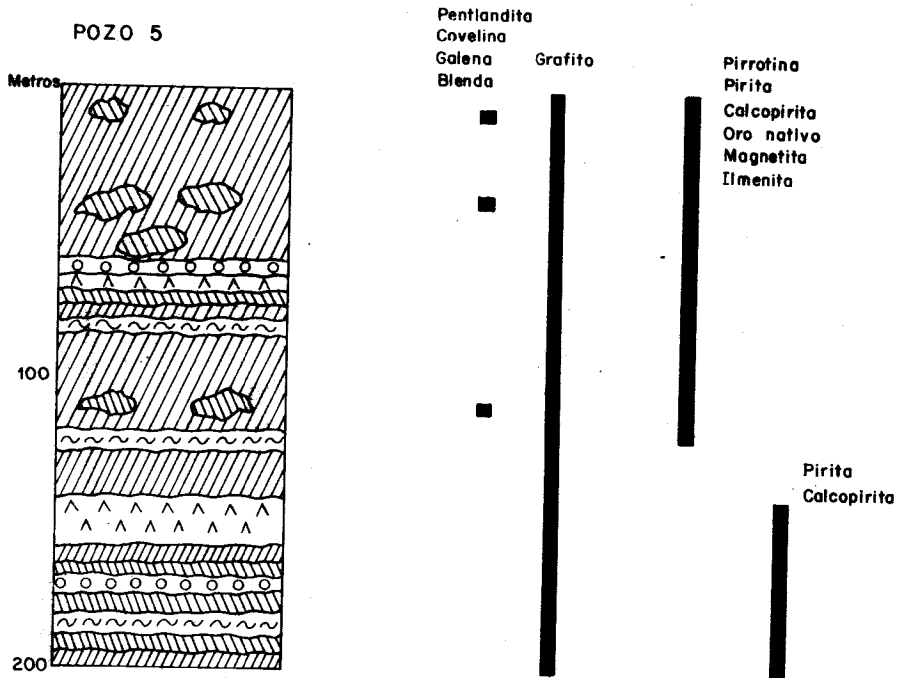 POZO 5
Metros
100
200
Pentlandita
Covelina
Galena
Blenda
Grafito
Pirrotina
Pirita
Calcopirita
Oro nativo
Magnetita
Ilmenita
Pirita
Calcopirita